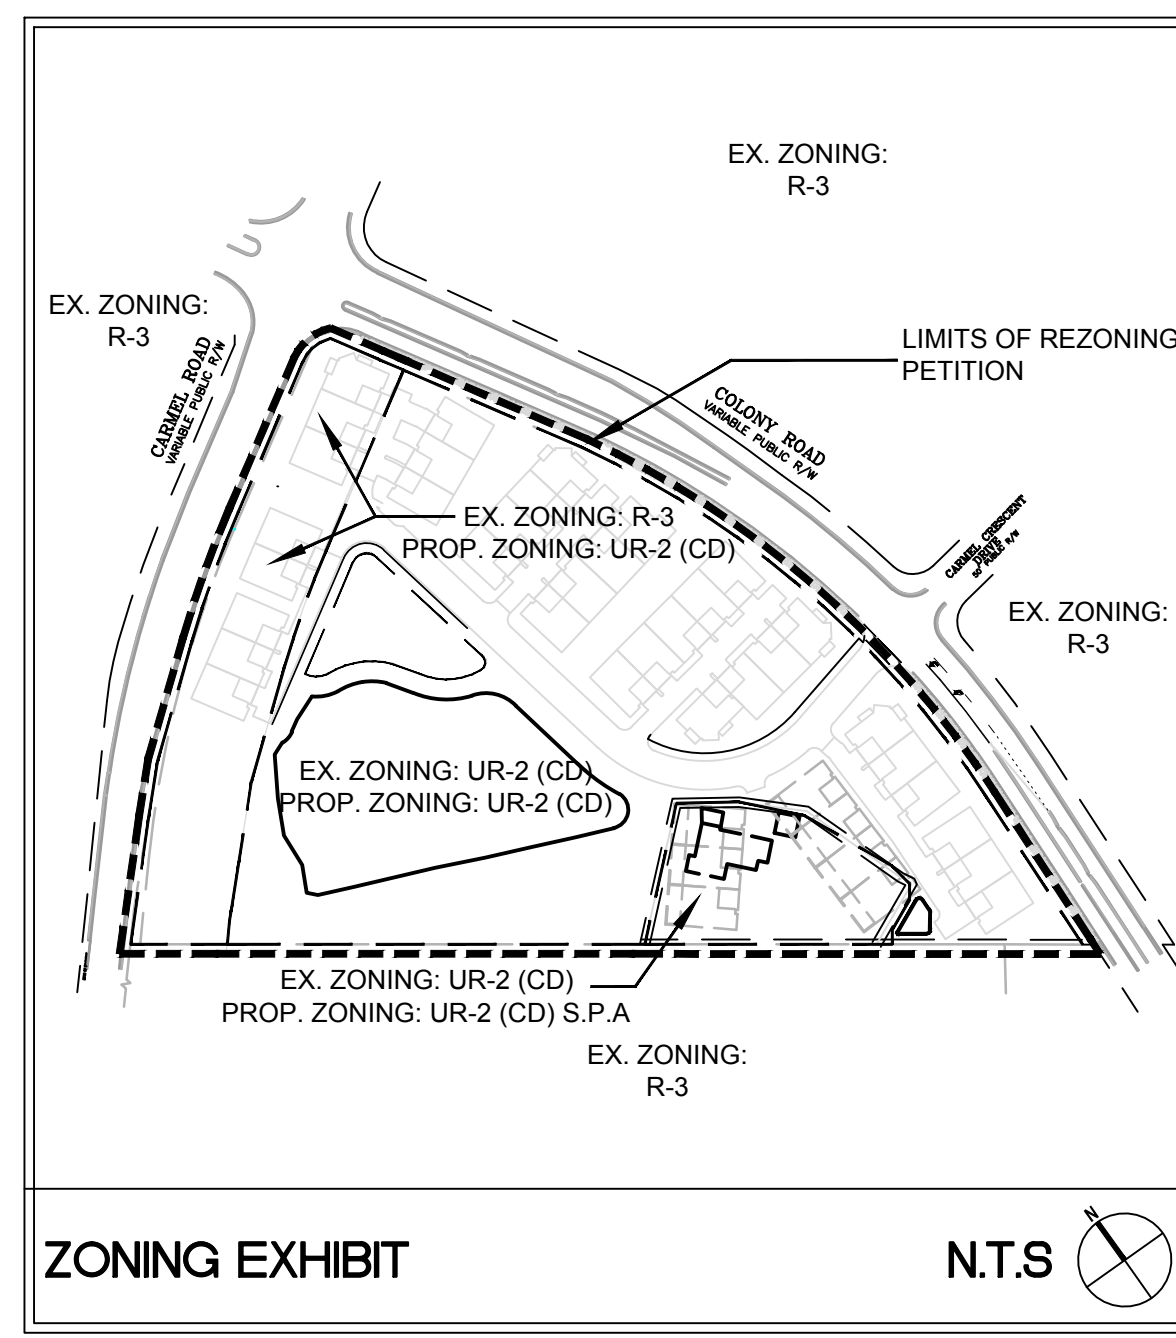 EX. ZONING:
R-3
EX. ZONING:
R-3
LIMITS OF REZONING
PETITION
CARMEL ROAD
VARIABLE PUBLIC R/W
COLONY ROAD
VARIABLE PUBLIC R/W
EX. ZONING: R-3
PROP. ZONING: UR-2 (CD)
CARMEL CRESCENT
DRIVE
50' PUBLIC R/W
EX. ZONING:
R-3
EX. ZONING: UR-2 (CD)
PROP. ZONING: UR-2 (CD)
EX. ZONING: UR-2 (CD)
PROP. ZONING: UR-2 (CD) S.P.A
EX. ZONING:
R-3
ZONING EXHIBIT
N.T.S
N